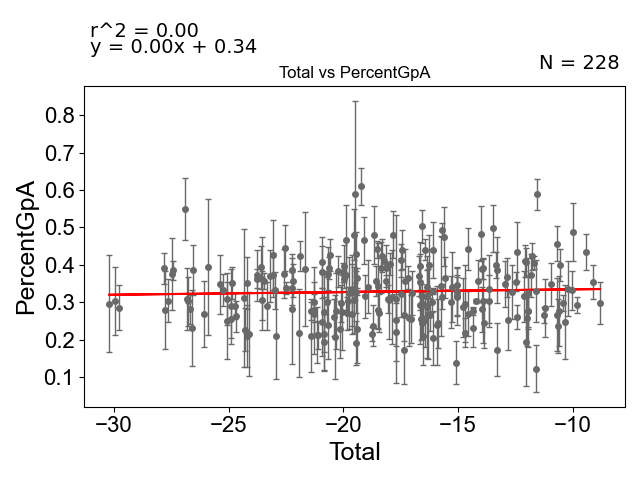 r^2 = 0.00
y = 0.00x + 0.34
N = 228
Total vs PercentGpA
PercentGpA
0.8
0.7
0.6
0.5
0.4
0.3
0.2
0.1
−30 −25 −20 −15 −10
Total